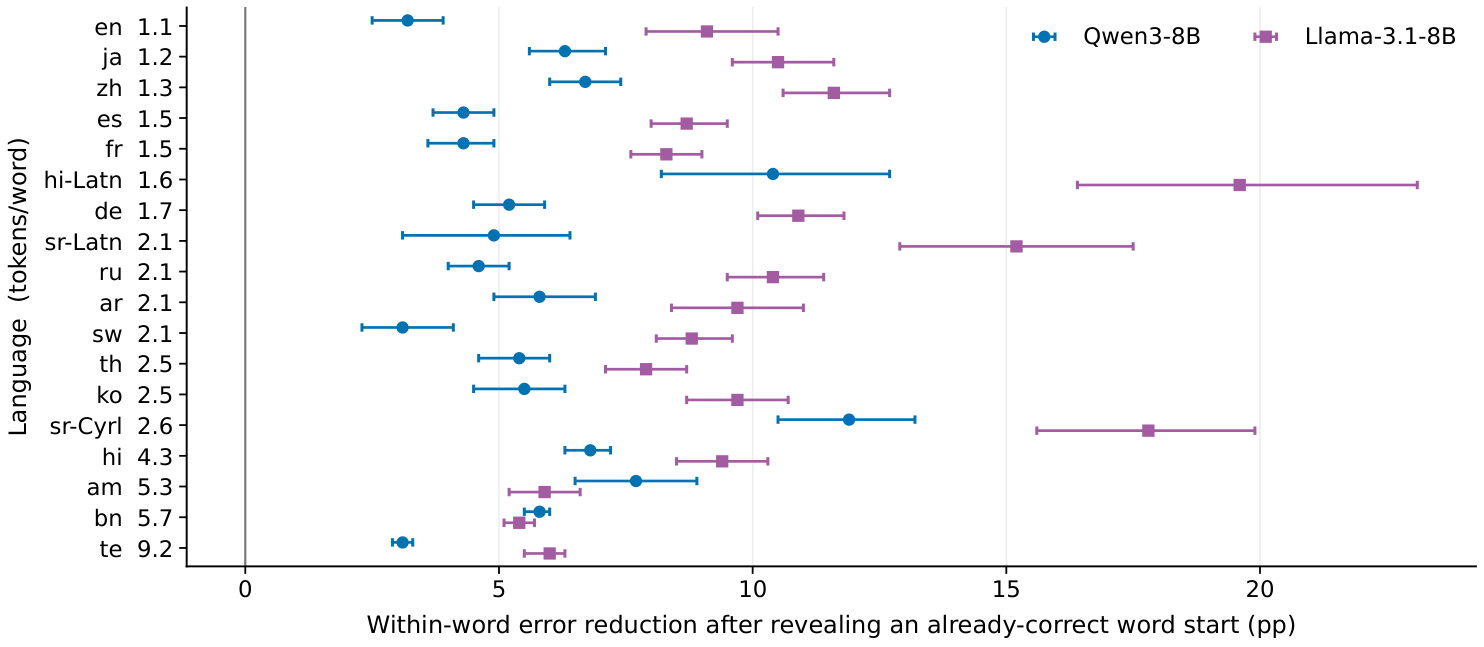 Qwen3-8B Llama-3.1-8B
Language (tokens/word)
en 1.1
ja 1.2
zh 1.3
es 1.5
fr 1.5
hi-Latn 1.6
de 1.7
sr-Latn 2.1
ru 2.1
ar 2.1
sw 2.1
th 2.5
ko 2.5
sr-Cyrl 2.6
hi 4.3
am 5.3
bn 5.7
te 9.2
0 5 10 15 20
Within-word error reduction after revealing an already-correct word start (pp)